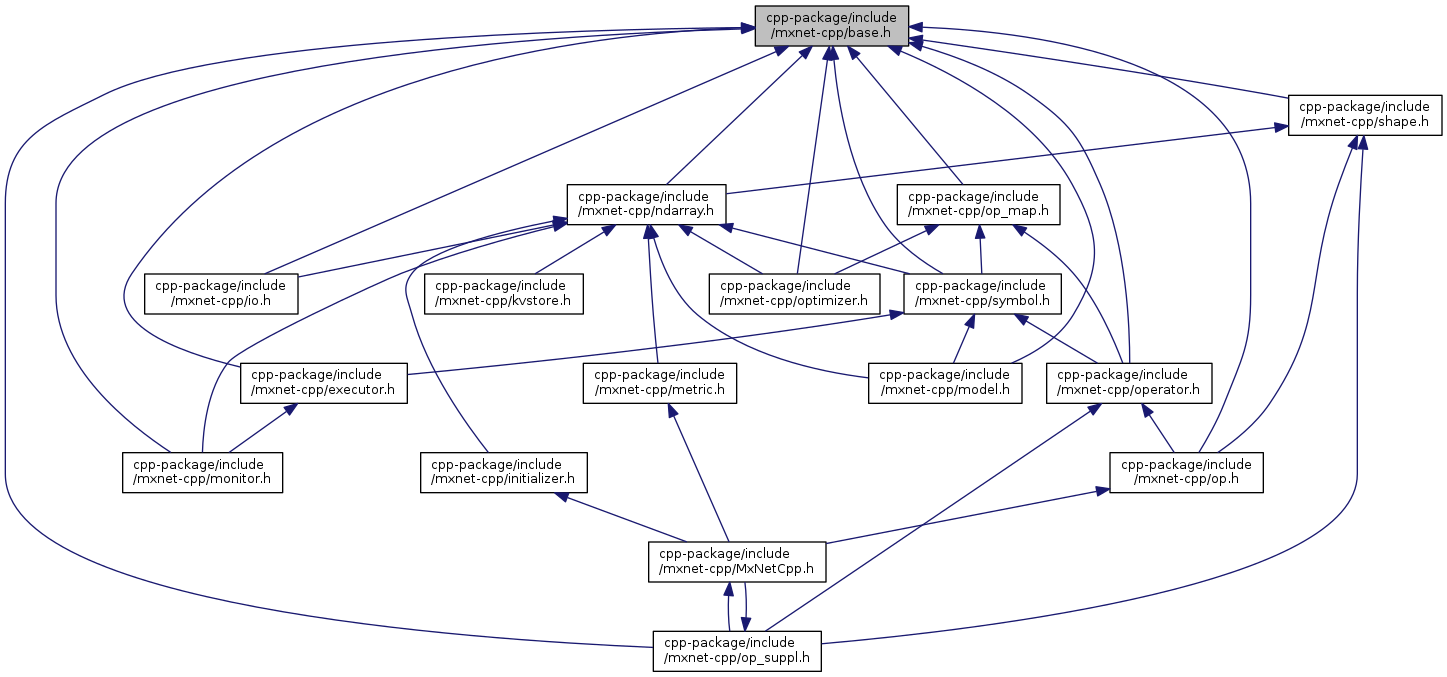 cpp-package/include
/mxnet-cpp/base.h
cpp-package/include
/mxnet-cpp/shape.h
cpp-package/include
/mxnet-cpp/ndarray.h
cpp-package/include
/mxnet-cpp/op_map.h
cpp-package/include
/mxnet-cpp/io.h
cpp-package/include
/mxnet-cpp/kvstore.h
cpp-package/include
/mxnet-cpp/optimizer.h
cpp-package/include
/mxnet-cpp/symbol.h
cpp-package/include
/mxnet-cpp/executor.h
cpp-package/include
/mxnet-cpp/metric.h
cpp-package/include
/mxnet-cpp/model.h
cpp-package/include
/mxnet-cpp/operator.h
cpp-package/include
/mxnet-cpp/monitor.h
cpp-package/include
/mxnet-cpp/initializer.h
cpp-package/include
/mxnet-cpp/op.h
cpp-package/include
/mxnet-cpp/MxNetCpp.h
cpp-package/include
/mxnet-cpp/op_suppl.h